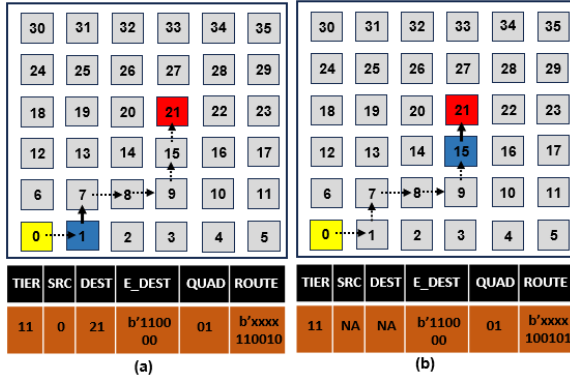 30 31 32 33 34 35
24 25 26 27 28 29
18 19 20 21 22 23
12 13 14 15 16 17
6 7 8 9 10 11
0 1 2 3 4 5
TIER SRC DEST E_DEST QUAD ROUTE
11 0 21 b'1100 00 01 b'xxxx 110010
(a)
30 31 32 33 34 35
24 25 26 27 28 29
18 19 20 21 22 23
12 13 14 15 16 17
6 7 8 9 10 11
0 1 2 3 4 5
TIER SRC DEST E_DEST QUAD ROUTE
11 NA NA b'1100 00 01 b'xxxx 100101
(b)